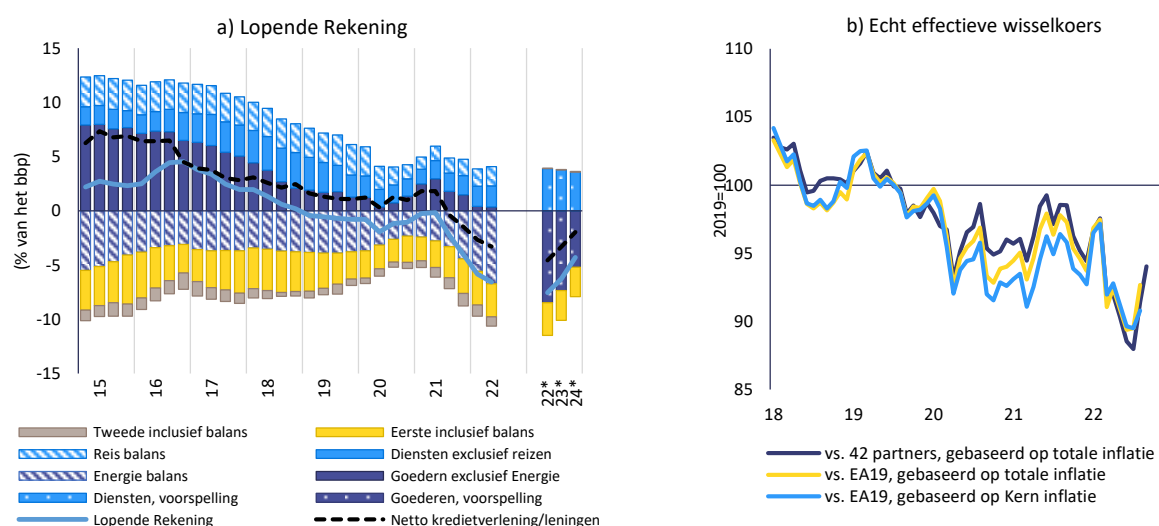 a) Lopende Rekening
(% van het bbp)
15
10
5
0
-5
-10
-15
15
16
17
18
19
20
21
22
22*
23*
24*
Tweede inclusief balans
Eerste inclusief balans
Reis balans
Diensten exclusief reizen
Energie balans
Goedern exclusief Energie
Diensten, voorspelling
Goederen, voorspelling
Lopende Rekening
Netto kredietverlening/leningen
b) Echt effectieve wisselkoers
2019=100
110
105
100
95
90
85
18
19
20
21
22
vs. 42 partners, gebaseerd op totale inflatie
vs. EA19, gebaseerd op totale inflatie
vs. EA19, gebaseerd op Kern inflatie